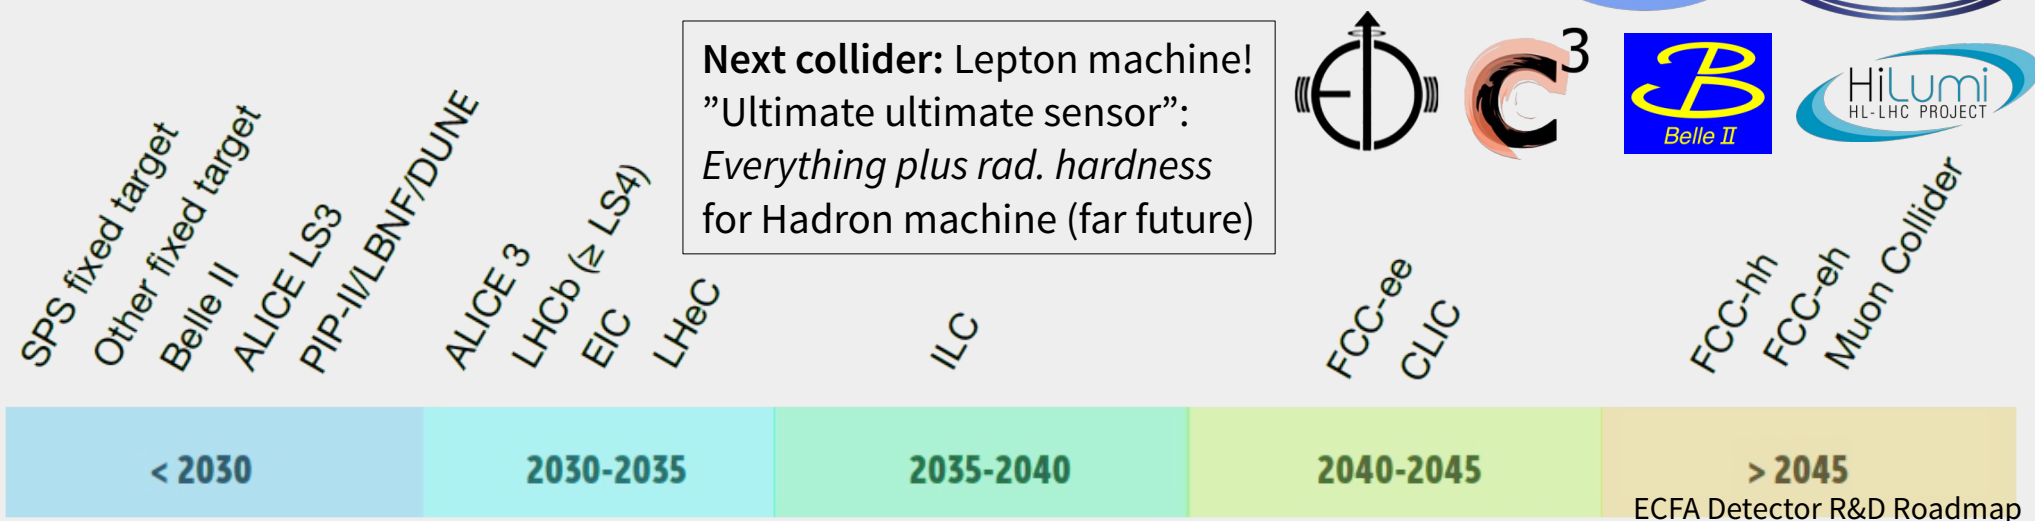 Next collider: Lepton machine!
”Ultimate ultimate sensor”:
Everything plus rad. hardness
for Hadron machine (far future)
C3
Belle II
HiLumi
HL-LHC PROJECT
SPS fixed target
Other fixed target
Belle II
ALICE LS3
PIP-II/LBNF/DUNE
ALICE 3
LHCb (≥ LS4)
EIC
LHeC
ILC
FCC-ee
CLIC
FCC-hh
FCC-eh
Muon Collider
< 2030
2030-2035
2035-2040
2040-2045
> 2045
ECFA Detector R&D Roadmap